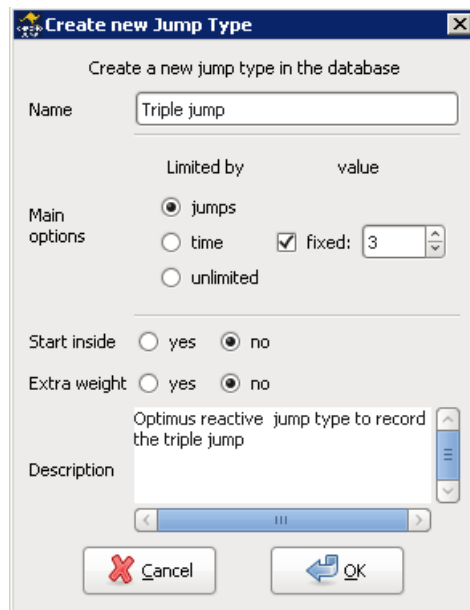 Create new Jump Type
Create a new jump type in the database
Name Triple jump
Limited by value
Main options
jumps
time fixed: 3
unlimited
Start inside yes no
Extra weight yes no
Description
Optimus reactive  jump type to record
the triple jump
Cancel OK